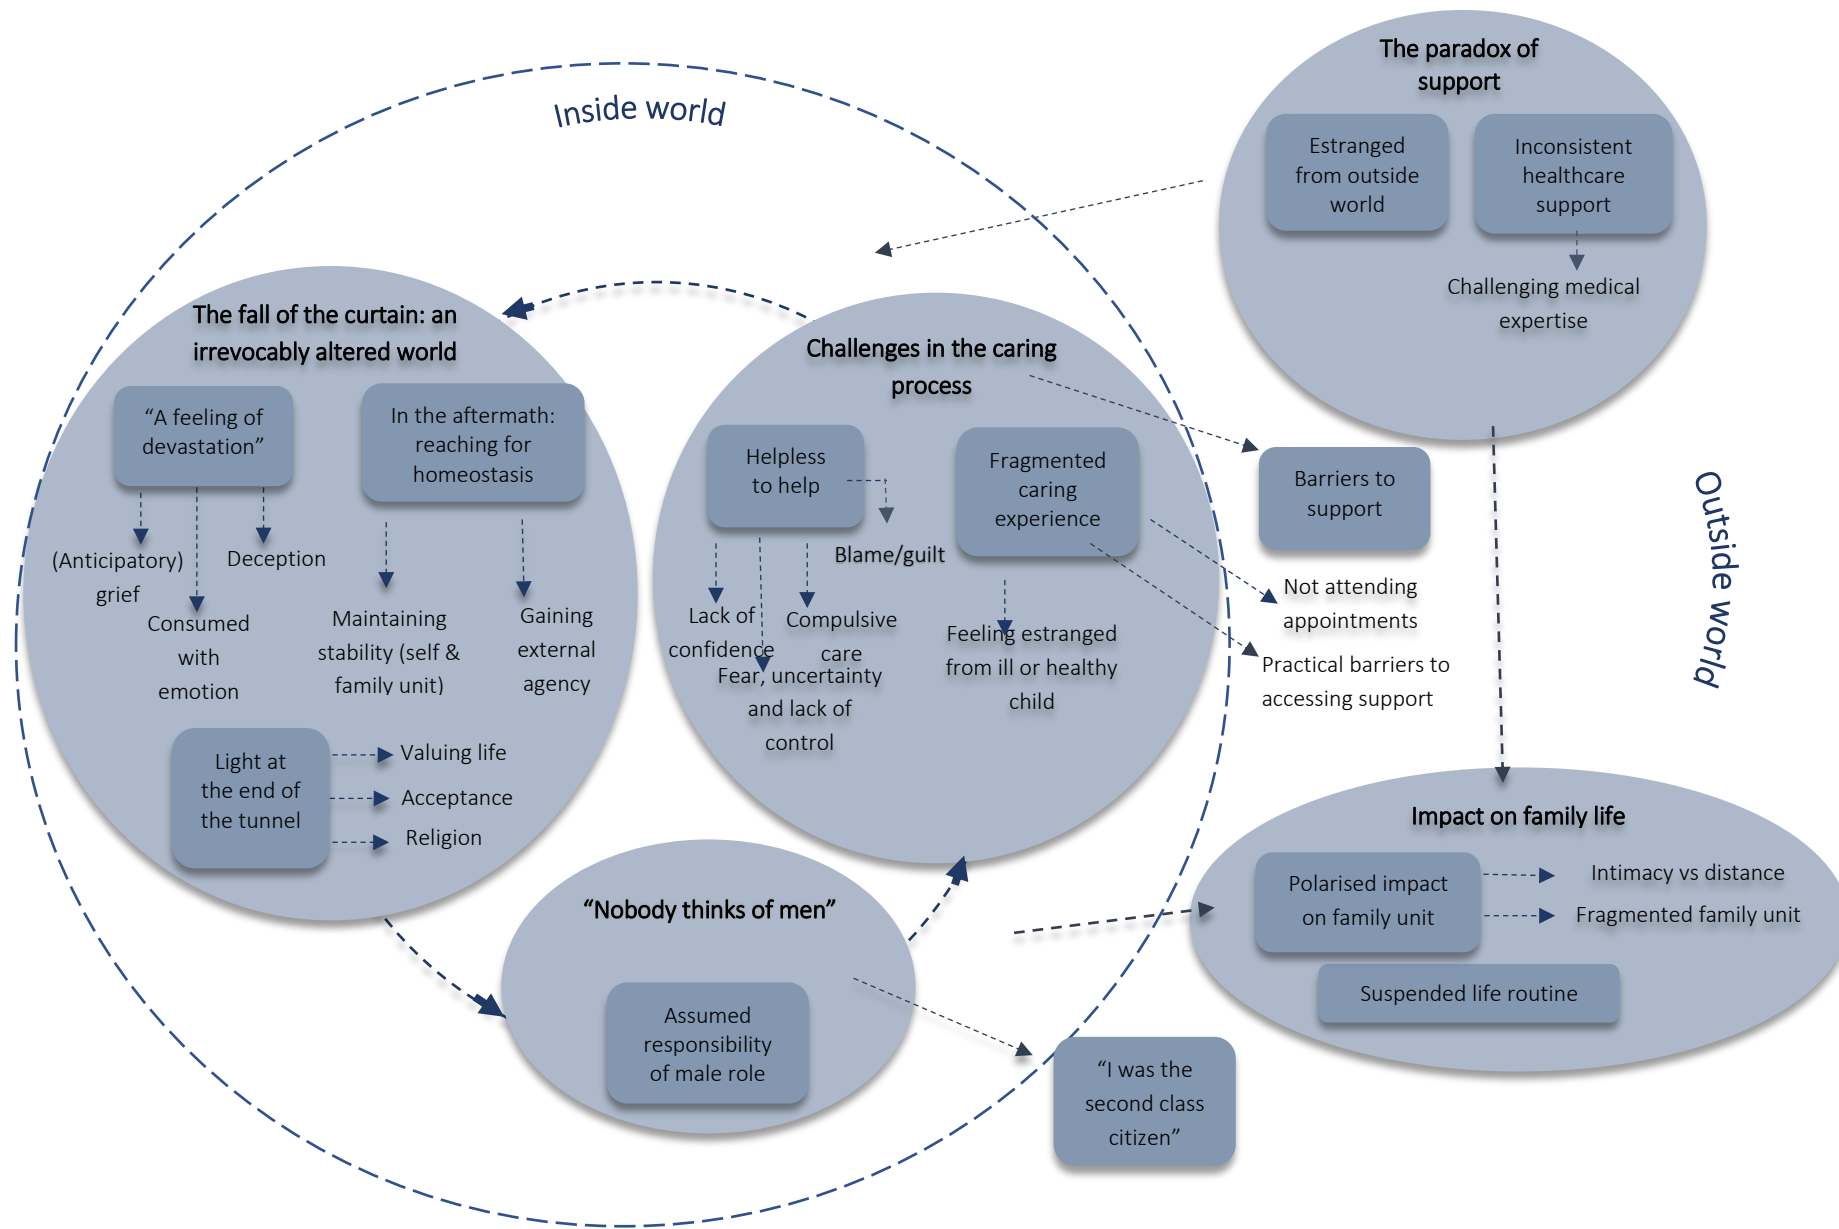 Inside world
The paradox of
support
Estranged
from outside
world
Inconsistent
healthcare
support
Challenging medical
expertise
The fall of the curtain: an
irrevocably altered world
“A feeling of
devastation”
In the aftermath:
reaching for
homeostasis
(Anticipatory)
grief
Deception
Consumed
with
emotion
Maintaining
stability (self &
family unit)
Gaining
external
agency
Light at
the end of
the tunnel
Valuing life
Acceptance
Religion
Challenges in the caring
process
Helpless
to help
Fragmented
caring
experience
Blame/guilt
Lack of
confidence
Compulsive
care
Fear, uncertainty
and lack of
control
Feeling estranged
from ill or healthy
child
Barriers to
support
Not attending
appointments
Practical barriers to
accessing support
Outside world
“Nobody thinks of men”
Assumed
responsibility
of male role
“I was the
second class
citizen”
Impact on family life
Polarised impact
on family unit
Intimacy vs distance
Fragmented family unit
Suspended life routine